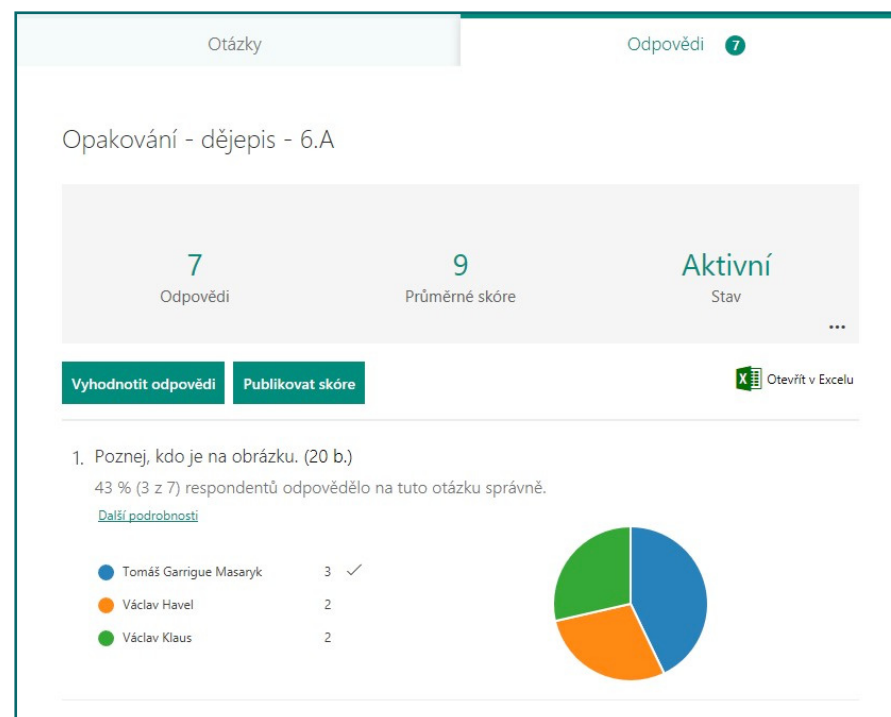 Otázky
Odpovědi 7
Opakování - dějepis - 6.A
7
Odpovědi
9
Průměrné skóre
Aktivní
Stav
...
Vyhodnotit odpovědi
Publikovat skóre
Otevřít v Excelu
1. Poznej, kdo je na obrázku. (20 b.)
43 % (3 z 7) respondentů odpovědělo na tuto otázku správně.
Další podrobnosti
Tomáš Garrigue Masaryk 3 ✓
Václav Havel 2
Václav Klaus 2